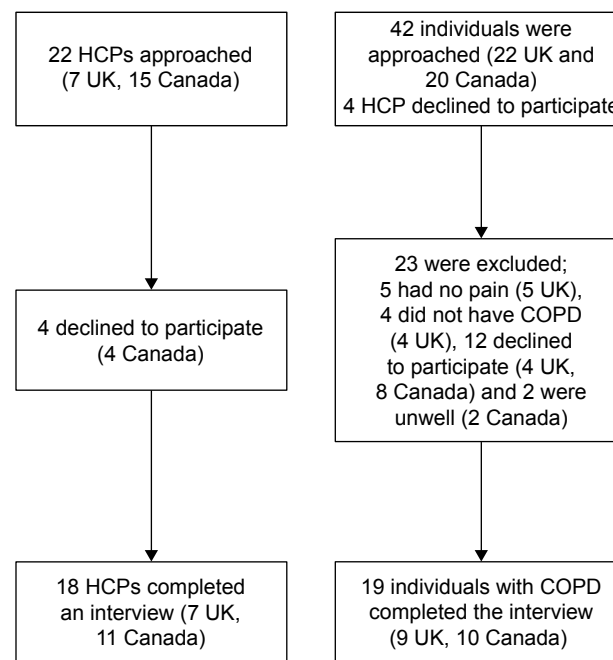 22 HCPs approached
(7 UK, 15 Canada)
4 declined to participate
(4 Canada)
18 HCPs completed
an interview (7 UK,
11 Canada)
42 individuals were
approached (22 UK and
20 Canada)
4 HCP declined to participate
23 were excluded;
5 had no pain (5 UK),
4 did not have COPD
(4 UK), 12 declined
to participate (4 UK,
8 Canada) and 2 were
unwell (2 Canada)
19 individuals with COPD
completed the interview
(9 UK, 10 Canada)